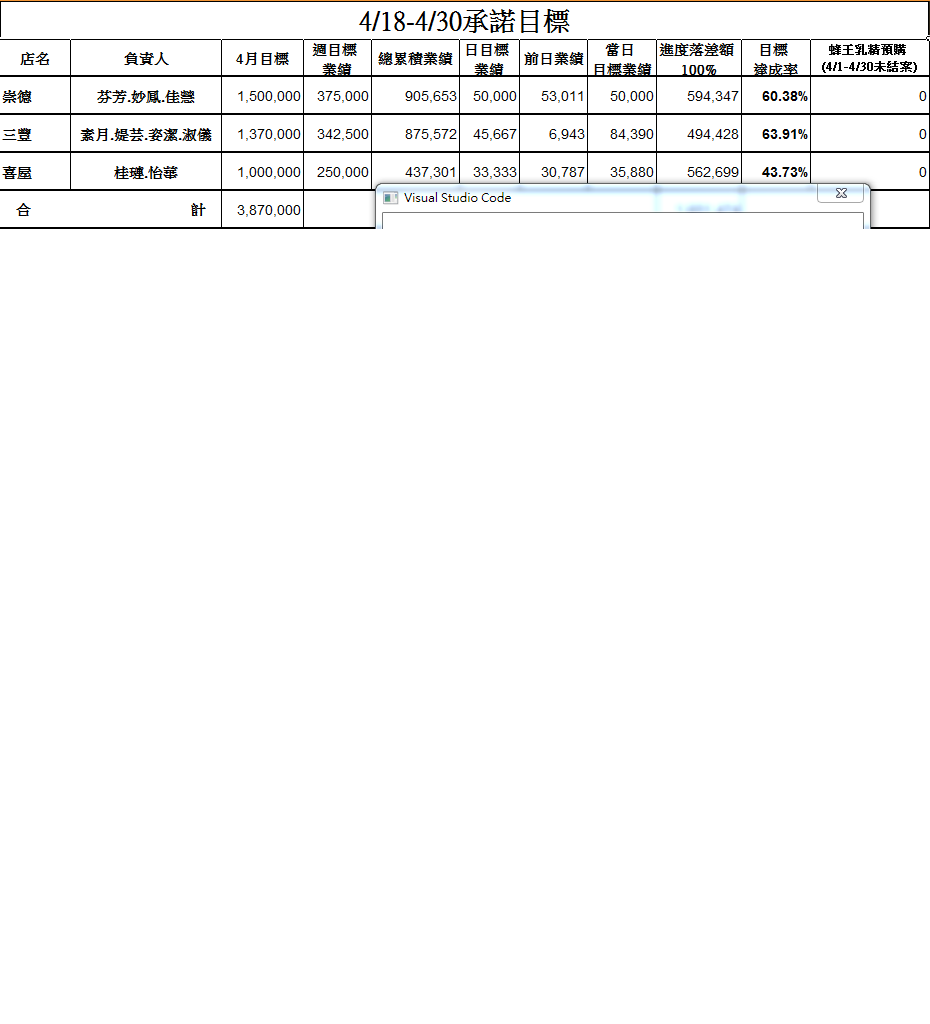 4/18-4/30承諾目標
店名 負責人 4月目標 週目標業績 總累積業績 日目標業績 前日業績 當日目標業績 進度落差額100% 目標達成率 蜂王乳精預購(4/1-4/30未結案)
崇德 芬芳.妙鳳.佳慧 1,500,000 375,000 905,653 50,000 53,011 50,000 594,347 60.38% 0
三豐 素月.媞芸.姿潔.淑儀 1,370,000 342,500 875,572 45,667 6,943 84,390 494,428 63.91% 0
喜屋 桂璉.怡華 1,000,000 250,000 437,301 33,333 30,787 35,880 562,699 43.73% 0
合 計 3,870,000
Visual Studio Code